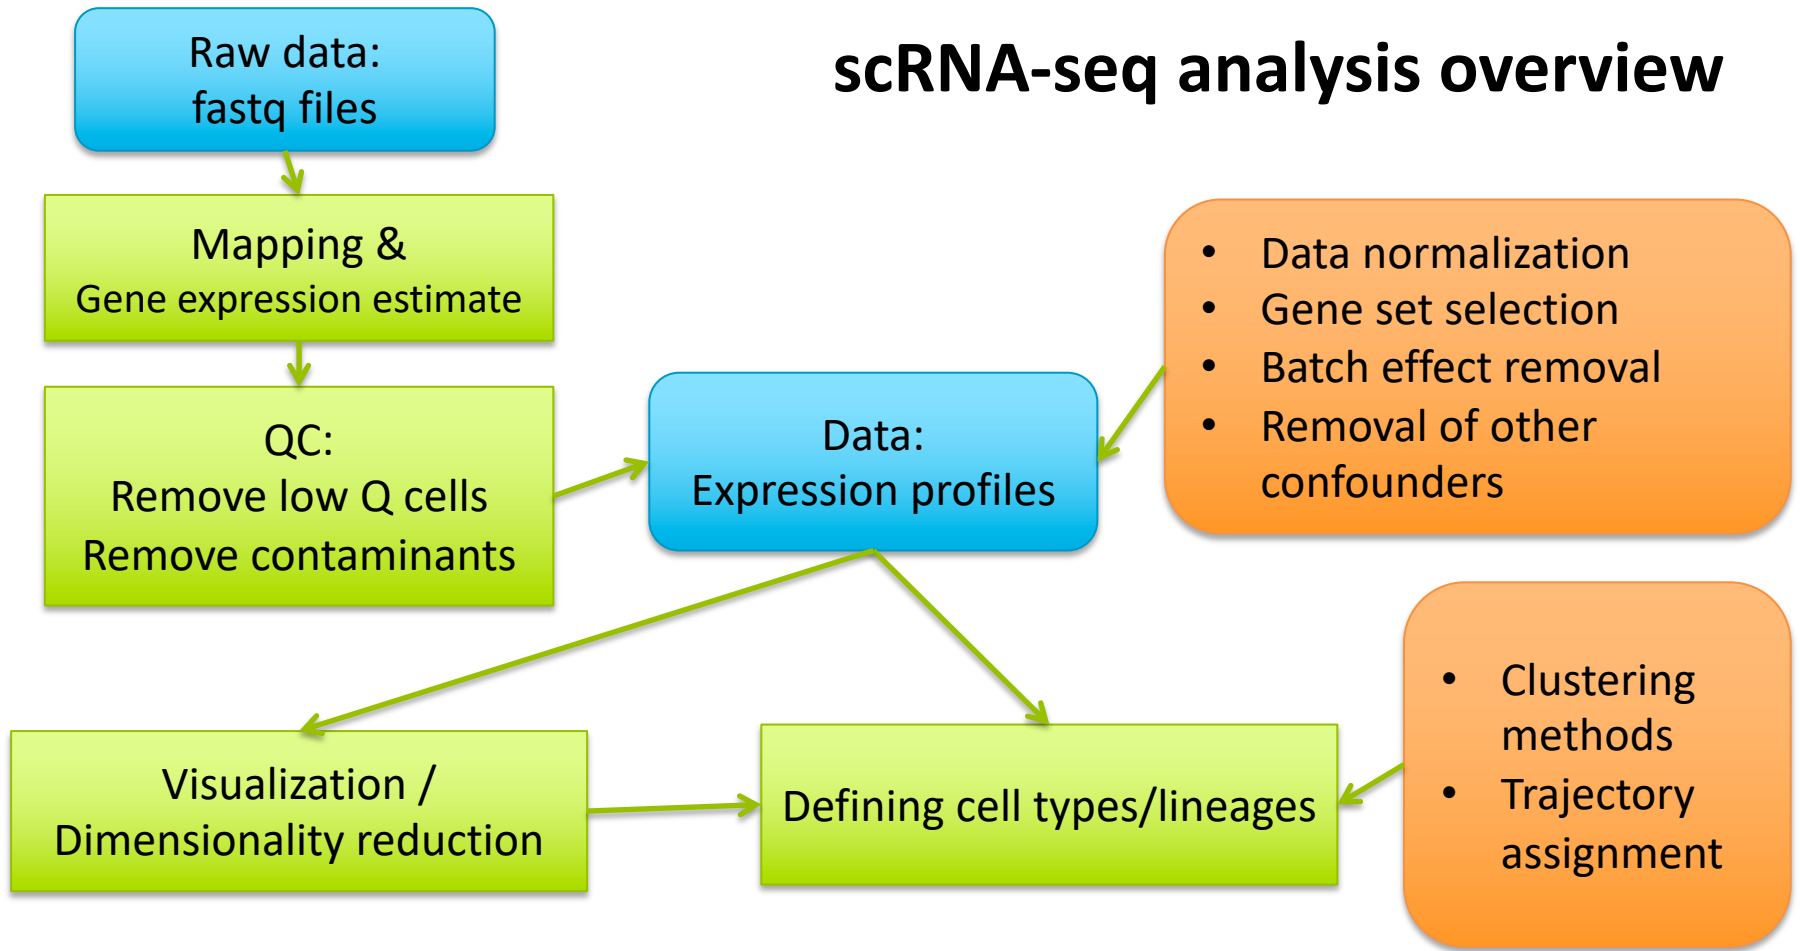 scRNA-seq analysis overview
Raw data:
fastq files
Mapping &
Gene expression estimate
QC:
Remove low Q cells
Remove contaminants
Data:
Expression profiles
• Data normalization
• Gene set selection
• Batch effect removal
• Removal of other
confounders
Visualization /
Dimensionality reduction
Defining cell types/lineages
• Clustering
methods
• Trajectory
assignment